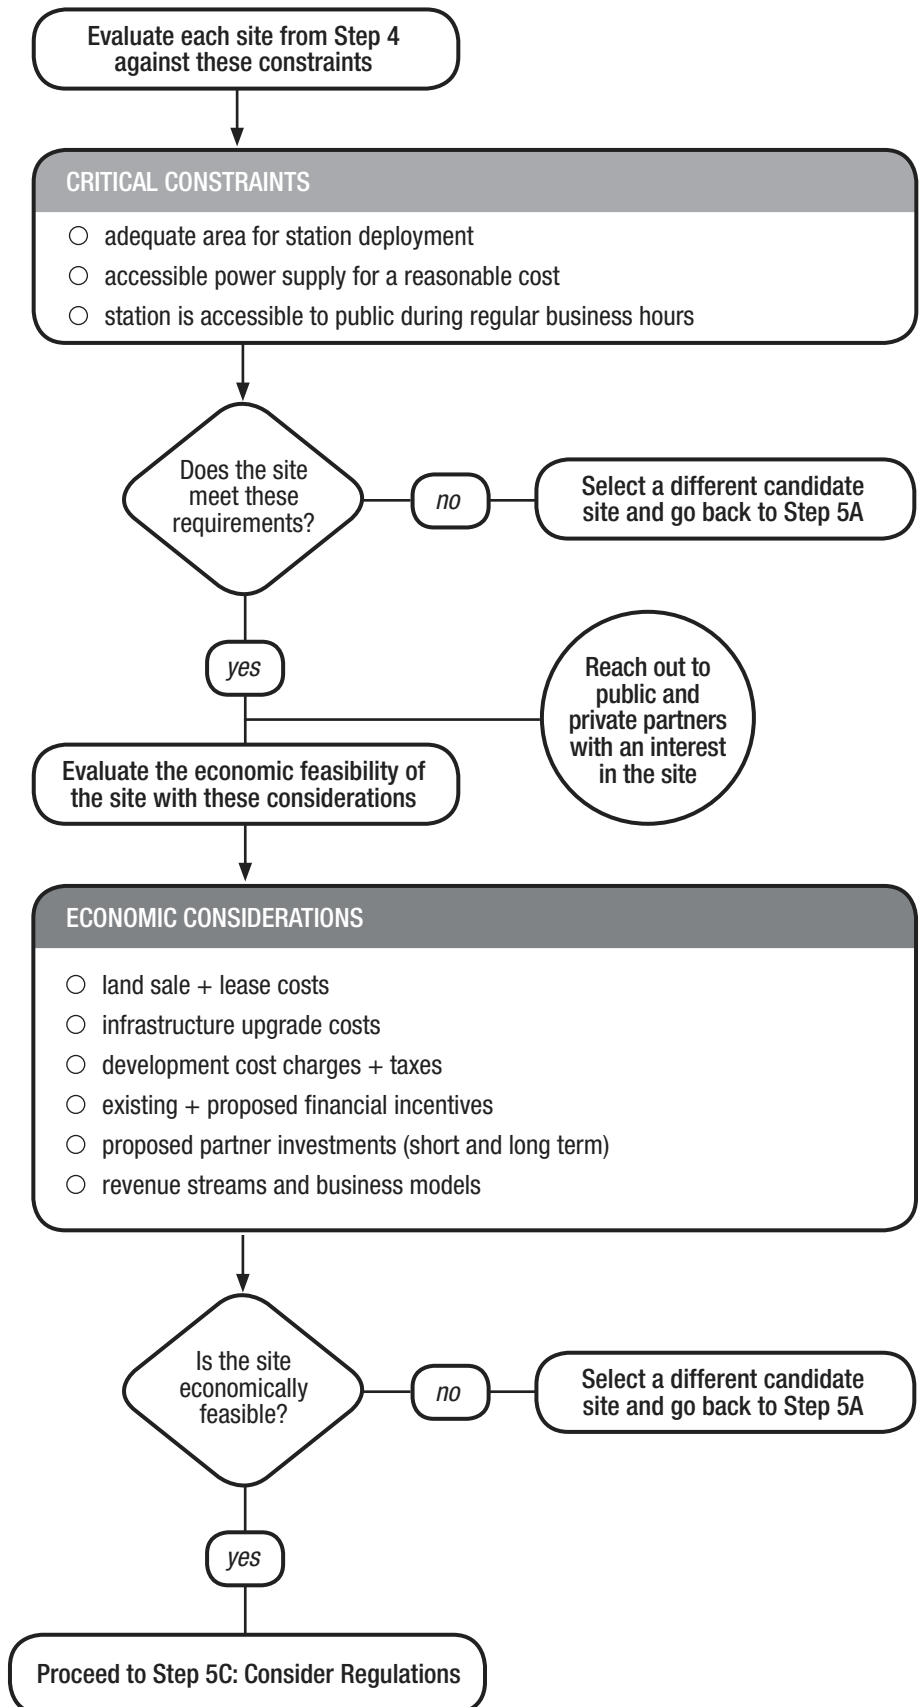 Evaluate each site from Step 4
against these constraints
CRITICAL CONSTRAINTS
adequate area for station deployment
accessible power supply for a reasonable cost
station is accessible to public during regular business hours
Does the site
meet these
requirements?
no
Select a different candidate
site and go back to Step 5A
yes
Reach out to
public and
private partners
with an interest
in the site
Evaluate the economic feasibility of
the site with these considerations
ECONOMIC CONSIDERATIONS
land sale + lease costs
infrastructure upgrade costs
development cost charges + taxes
existing + proposed financial incentives
proposed partner investments (short and long term)
revenue streams and business models
Is the site
economically
feasible?
no
Select a different candidate
site and go back to Step 5A
yes
Proceed to Step 5C: Consider Regulations